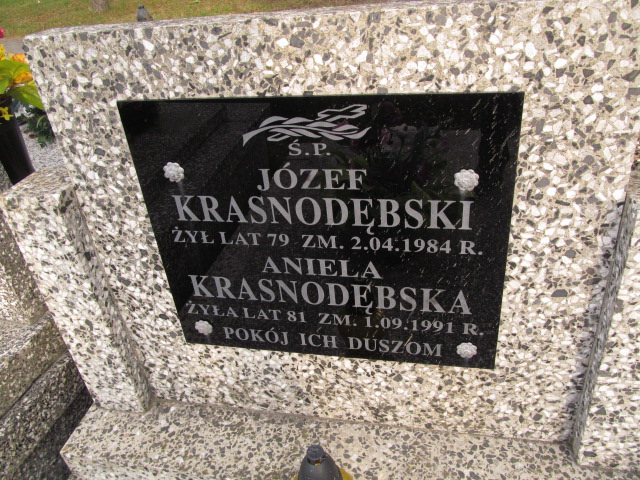 Ś.P.
JÓZEF
KRASNODĘBSKI
ŻYŁ LAT 79 ZM. 2.04.1984 R.
ANIELA
KRASNODĘBSKA
ŻYŁA LAT 81 ZM. 1.09.1991 R.
POKÓJ ICH DUSZOM